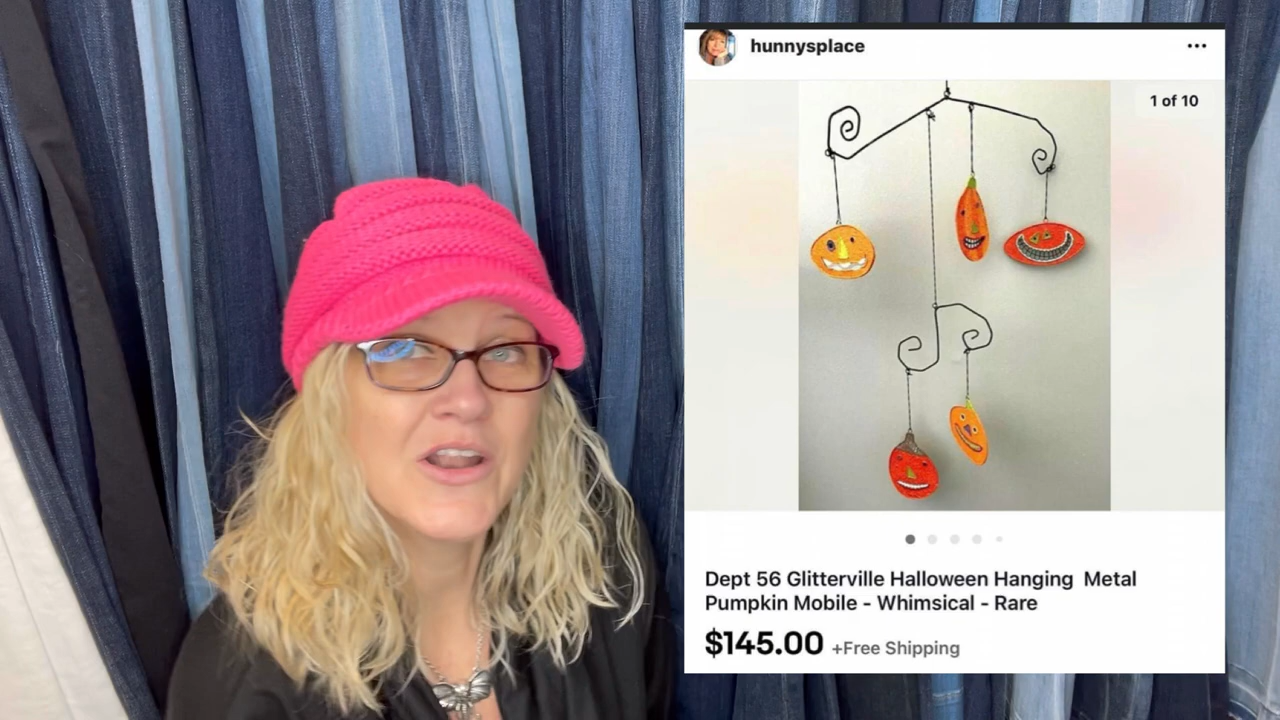 hunnysplace
1 of 10
Dept 56 Glitterville Halloween Hanging Metal
Pumpkin Mobile - Whimsical - Rare
$145.00 +Free Shipping